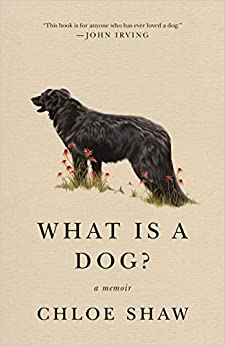 "This book is for anyone who has ever loved a dog."
—JOHN IRVING
WHAT IS A
DOG?
a memoir
CHLOE SHAW